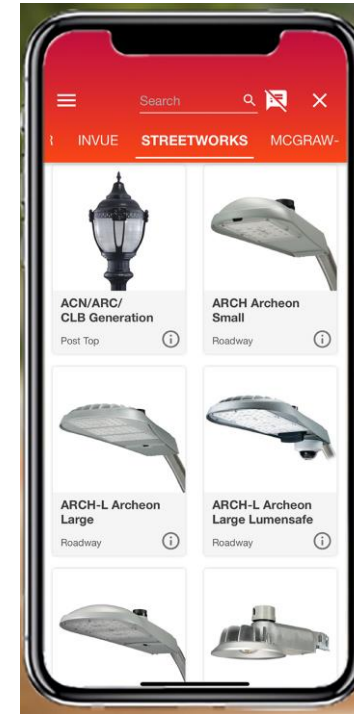 Search
INVUE STREETWORKS MCGRAW-
ACN/ARC/
CLB Generation
Post Top
ARCH Archeon
Small
Roadway
ARCH-L Archeon
Large
Roadway
ARCH-L Archeon
Large Lumensafe
Roadway